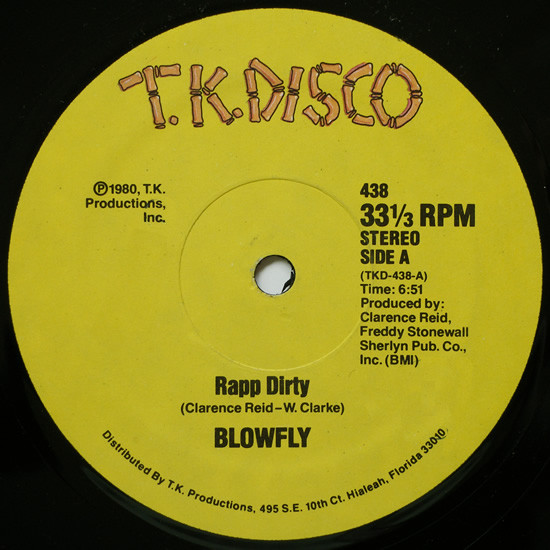 T.K.DISCO
℗1980, T.K.
Productions,
Inc.
438
33⅓ RPM
STEREO
SIDE A
(TKD-438-A)
Time: 6:51
Produced by:
Clarence Reid,
Freddy Stonewall
Sherlyn Pub. Co.,
Inc. (BMI)
Rapp Dirty
(Clarence Reid–W. Clarke)
BLOWFLY
Distributed By T.K. Productions, 495 S.E. 10th Ct. Hialeah, Florida 33010